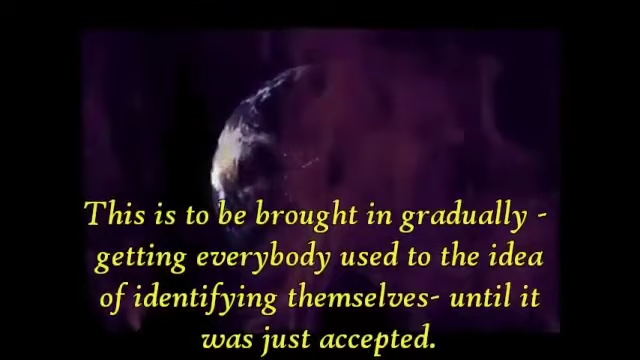 This is to be brought in gradually -
getting everybody used to the idea
of identifying themselves- until it
was just accepted.